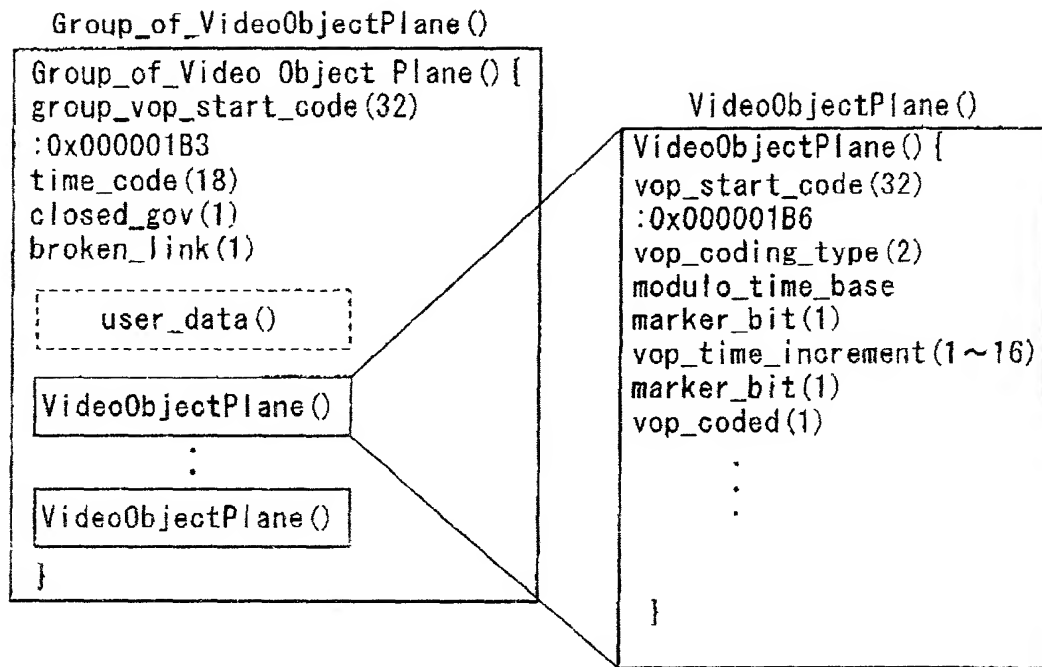 Group_of_VideoObjectPlane()
Group_of_Video Object Plane() {
group_vop_start_code(32)
:0x000001B3
time_code(18)
closed_gov(1)
broken_link(1)
user_data()
VideoObjectPlane()
:
VideoObjectPlane()
}
VideoObjectPlane()
VideoObjectPlane() {
vop_start_code(32)
:0x000001B6
vop_coding_type(2)
modulo_time_base
marker_bit(1)
vop_time_increment(1~16)
marker_bit(1)
vop_coded(1)
}